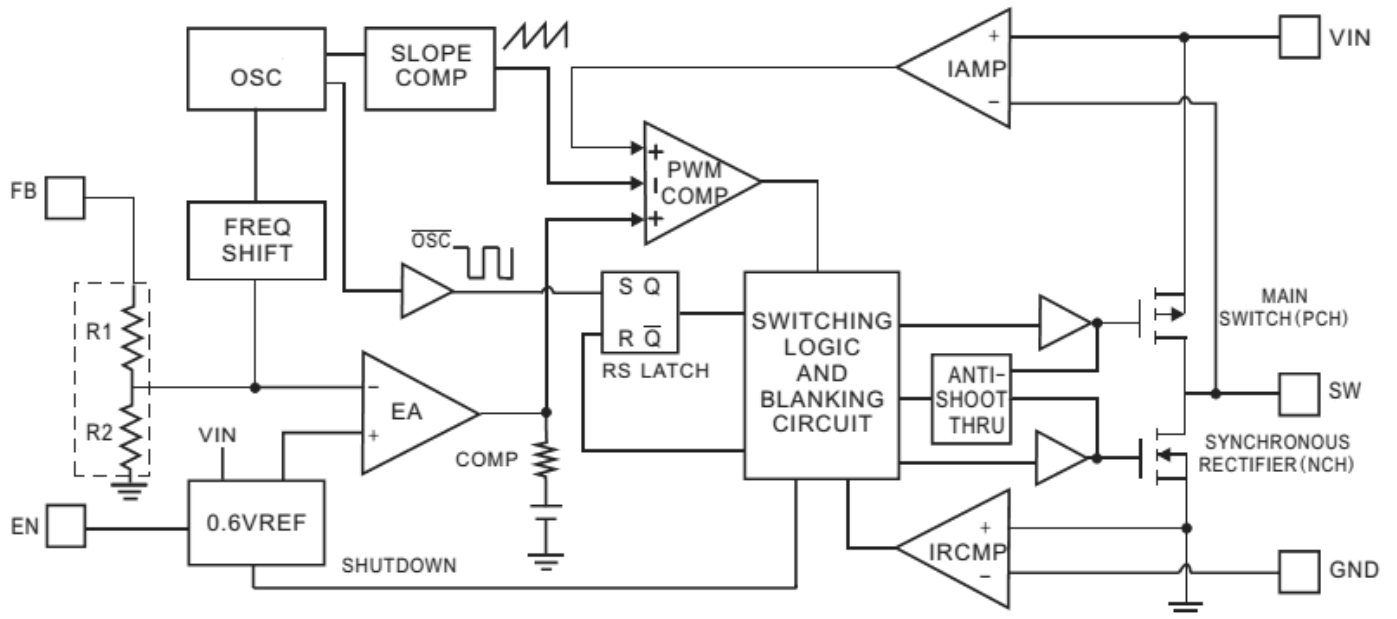 OSC
SLOPE
COMP
IAMP
+
−
VIN
FB
FREQ
SHIFT
+
−
+
PWM
COMP
OSC
S Q
R Q
RS LATCH
SWITCHING
LOGIC
AND
BLANKING
CIRCUIT
MAIN
SWITCH(PCH)
R1
R2
−
+
EA
ANTI-
SHOOT
THRU
SW
VIN
COMP
SYNCHRONOUS
RECTIFIER(NCH)
EN
0.6VREF
SHUTDOWN
IRCMP
+
−
GND